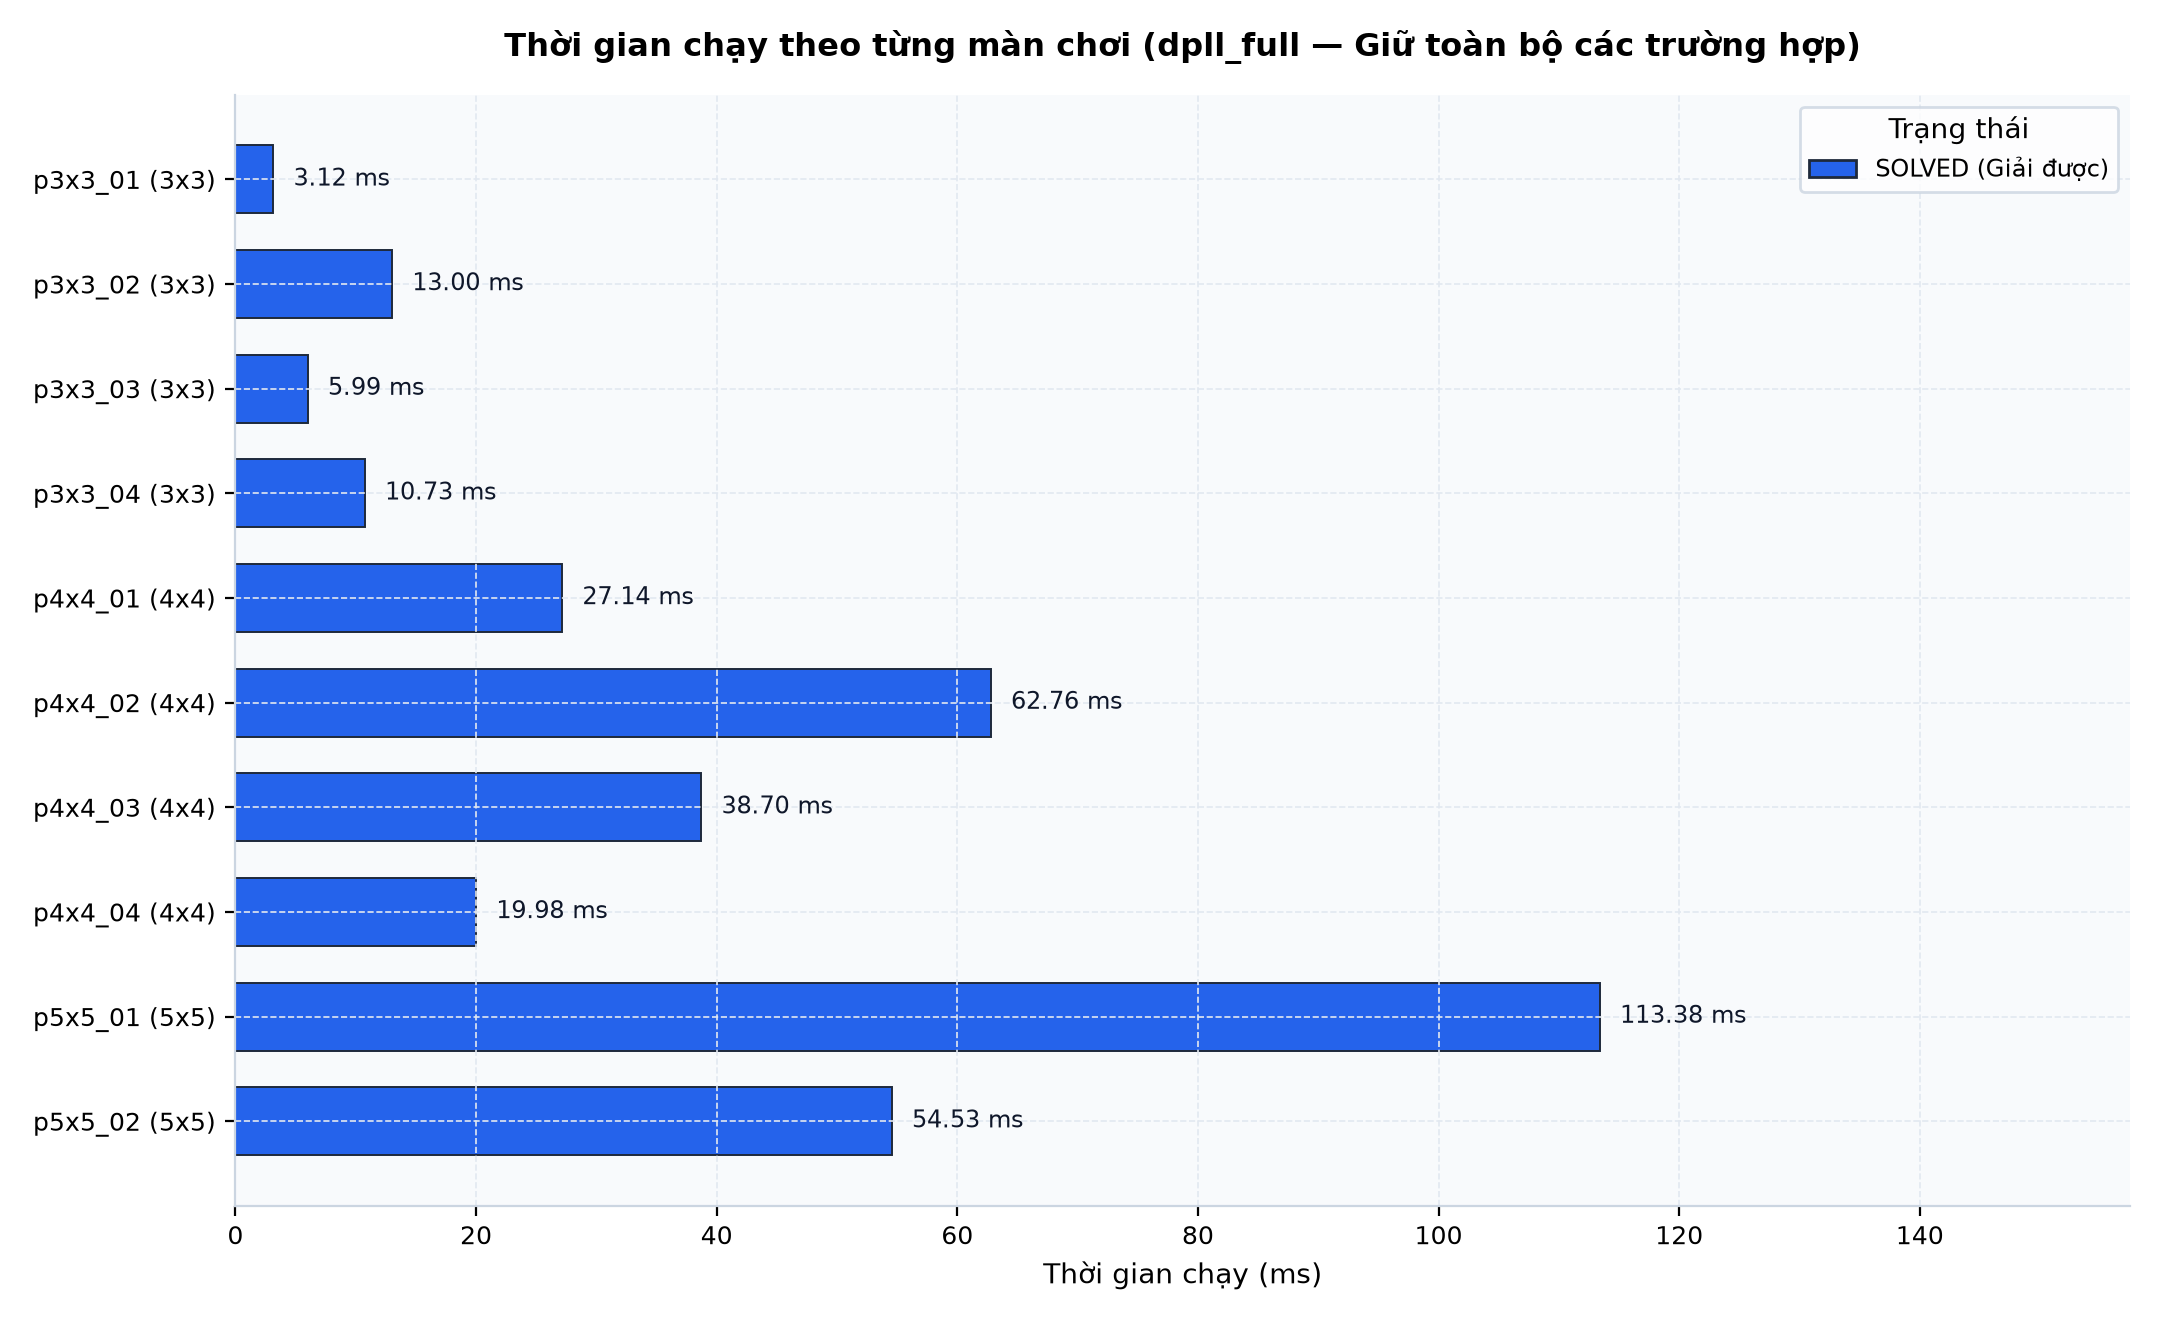 Thời gian chạy theo từng màn chơi (dpll_full — Giữ toàn bộ các trường hợp)
Trạng thái
SOLVED (Giải được)
p3x3_01 (3x3)
3.12 ms
p3x3_02 (3x3)
13.00 ms
p3x3_03 (3x3)
5.99 ms
p3x3_04 (3x3)
10.73 ms
p4x4_01 (4x4)
27.14 ms
p4x4_02 (4x4)
62.76 ms
p4x4_03 (4x4)
38.70 ms
p4x4_04 (4x4)
19.98 ms
p5x5_01 (5x5)
113.38 ms
p5x5_02 (5x5)
54.53 ms
0 20 40 60 80 100 120 140
Thời gian chạy (ms)